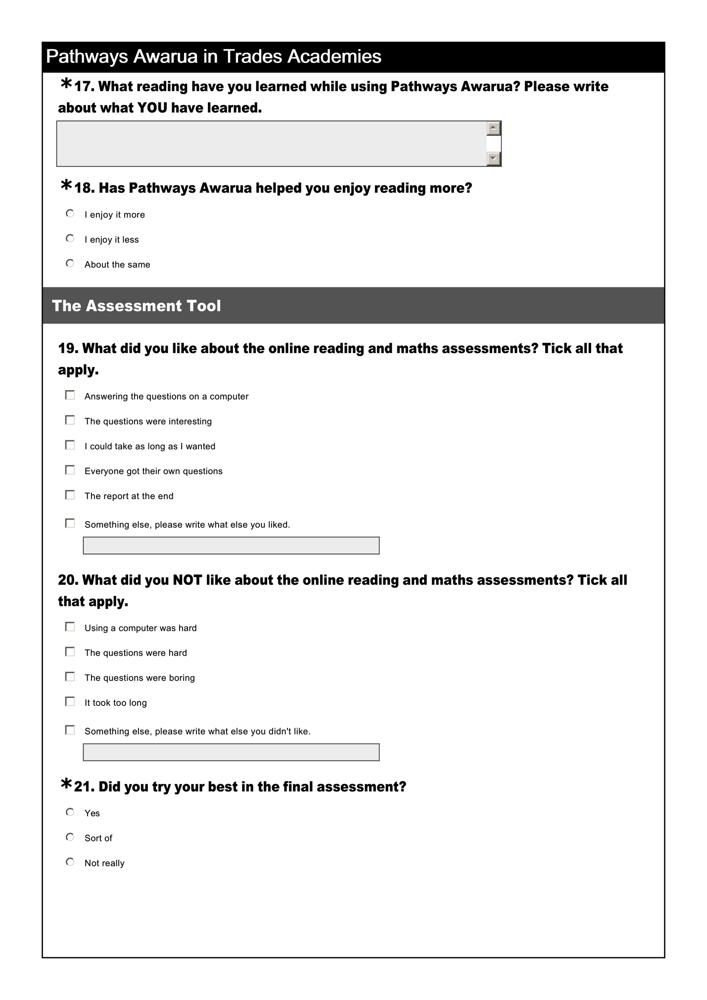 Pathways Awarua in Trades Academies
*17. What reading have you learned while using Pathways Awarua? Please write
about what YOU have learned.
*18. Has Pathways Awarua helped you enjoy reading more?
I enjoy it more
I enjoy it less
About the same
The Assessment Tool
19. What did you like about the online reading and maths assessments? Tick all that
apply.
Answering the questions on a computer
The questions were interesting
I could take as long as I wanted
Everyone got their own questions
The report at the end
Something else, please write what else you liked.
20. What did you NOT like about the online reading and maths assessments? Tick all
that apply.
Using a computer was hard
The questions were hard
The questions were boring
It took too long
Something else, please write what else you didn't like.
*21. Did you try your best in the final assessment?
Yes
Sort of
Not really